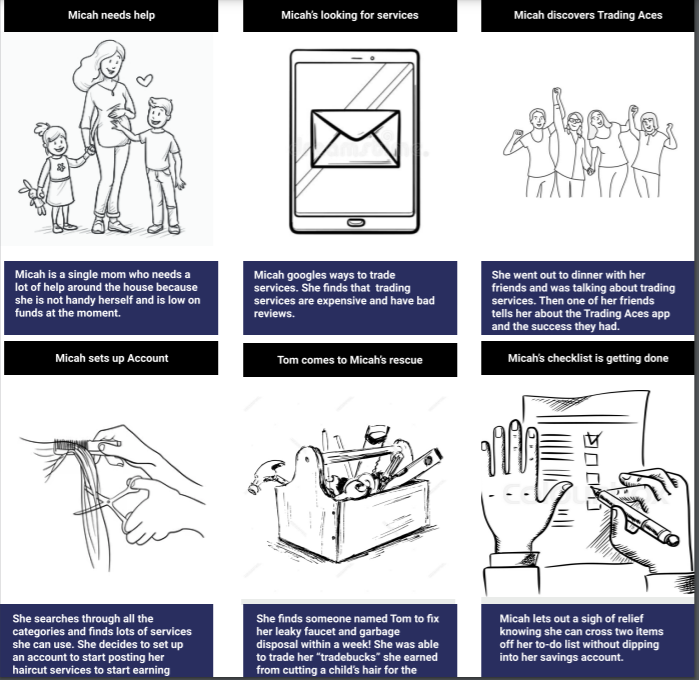 Micah needs help
Micah's looking for services
Micah discovers Trading Aces
Micah is a single mom who needs a
lot of help around the house because
she is not handy herself and is low on
funds at the moment.
Micah googles ways to trade
services. She finds that trading
services are expensive and have bad
reviews.
She went out to dinner with her
friends and was talking about trading
services. Then one of her friends
tells her about the Trading Aces app
and the success they had.
Micah sets up Account
Tom comes to Micah's rescue
Micah's checklist is getting done
She searches through all the
categories and finds lots of services
she can use. She decides to set up
an account to start posting her
haircut services to start earning
She finds someone named Tom to fix
her leaky faucet and garbage
disposal within a week! She was able
to trade her "tradebucks" she earned
from cutting a child's hair for the
Micah lets out a sigh of relief
knowing she can cross two items
off her to-do list without dipping
into her savings account.